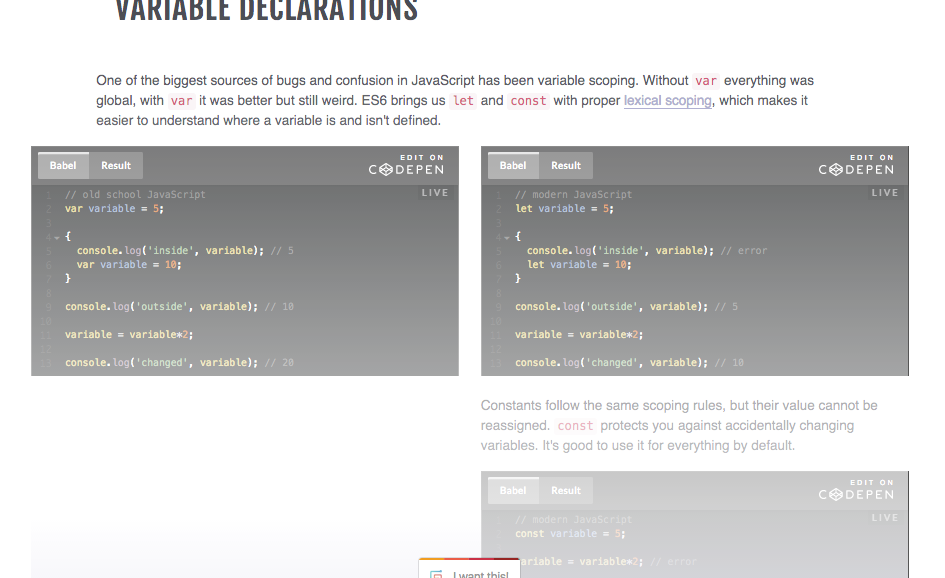 VARIABLE DECLARATIONS
One of the biggest sources of bugs and confusion in JavaScript has been variable scoping. Without var everything was
global, with var it was better but still weird. ES6 brings us let and const with proper lexical scoping, which makes it
easier to understand where a variable is and isn't defined.
Babel Result EDIT ON CODEPEN
LIVE
1 // old school JavaScript
2 var variable = 5;
3
4 {
5 console.log('inside', variable); // 5
6 var variable = 10;
7 }
8
9 console.log('outside', variable); // 10
10
11 variable = variable*2;
12
13 console.log('changed', variable); // 20
Babel Result EDIT ON CODEPEN
LIVE
1 // modern JavaScript
2 let variable = 5;
3
4 {
5 console.log('inside', variable); // error
6 let variable = 10;
7 }
8
9 console.log('outside', variable); // 5
10
11 variable = variable*2;
12
13 console.log('changed', variable); // 10
Constants follow the same scoping rules, but their value cannot be
reassigned. const protects you against accidentally changing
variables. It's good to use it for everything by default.
Babel Result EDIT ON CODEPEN
LIVE
// modern JavaScript
const variable = 5;
variable = variable*2; // error
I want this!